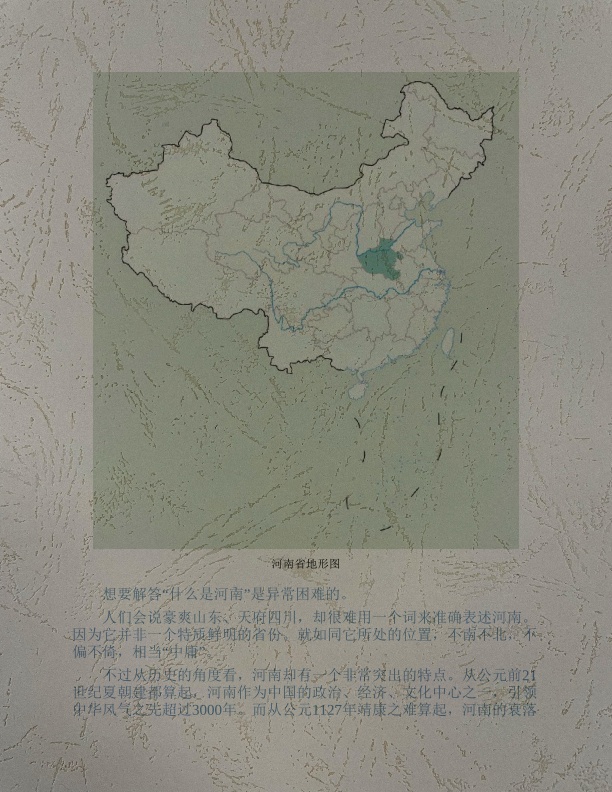 河南省地形图
想要解答“什么是河南”是异常困难的。
人们会说豪爽山东、天府四川，却很难用一个词来准确表述河南。
因为它并非一个特殊鲜明的省份。就如同它所处的位置，不南不北、不
偏不倚，相当“中庸”。
不过从历史的角度看，河南却有一个非常突出的特点。从公元前21
世纪夏朝建都算起，河南作为中国的政治、经济、文化中心之一，引领
中华风气之先超过3000年。而从公元1127年靖康之难算起，河南的衰落